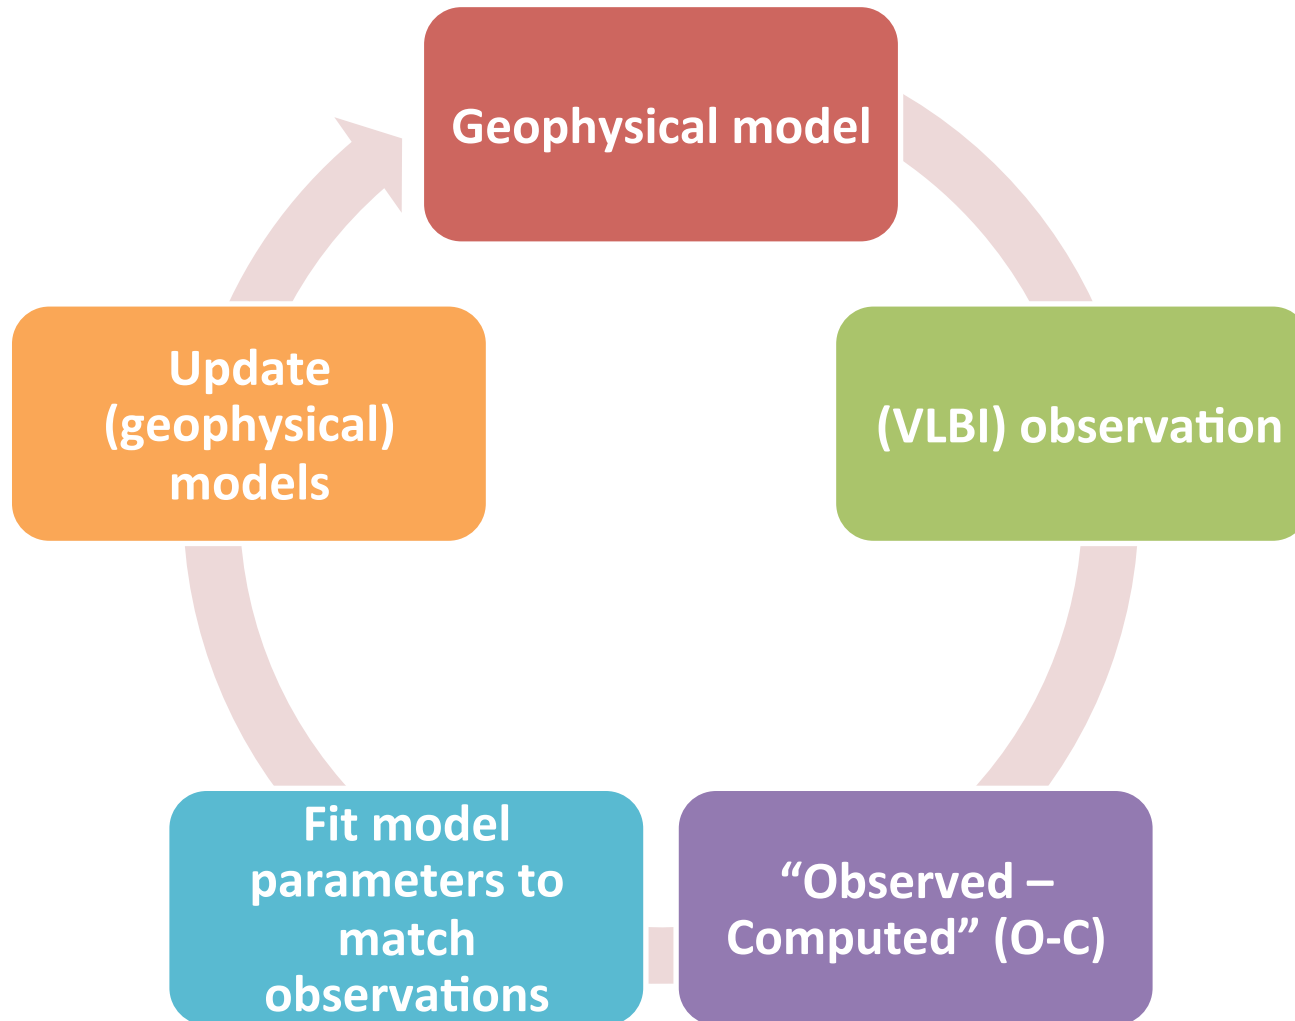 Geophysical model
(VLBI) observation
“Observed –
Computed” (O-C)
Fit model
parameters to
match
observations
Update
(geophysical)
models